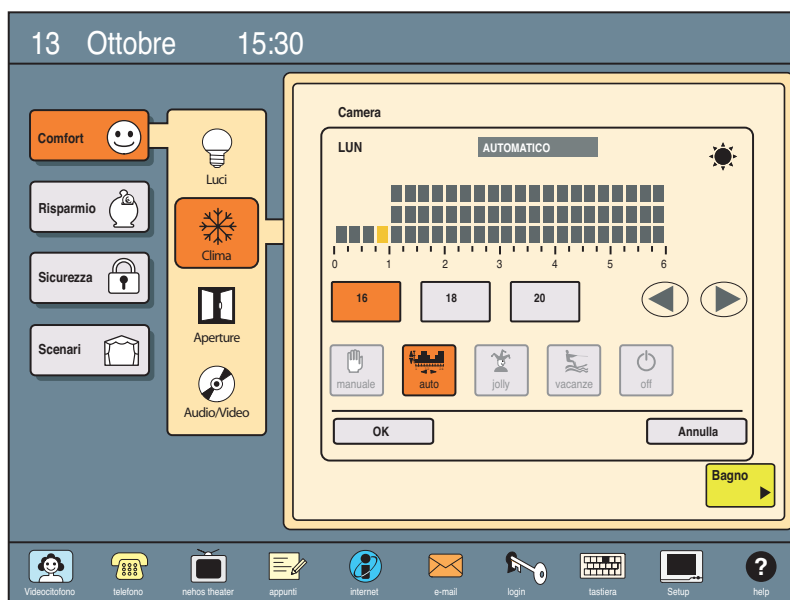 13 Ottobre 15:30
Comfort
Risparmio
Sicurezza
Scenari
Luci
Clima
Aperture
Audio/Video
Camera
LUN AUTOMATICO
0 1 2 3 4 5 6
16 18 20
manuale auto jolly vacanze off
OK Annulla
Bagno
Videocitofono telefono nehos theater appunti internet e-mail login tastiera Setup help